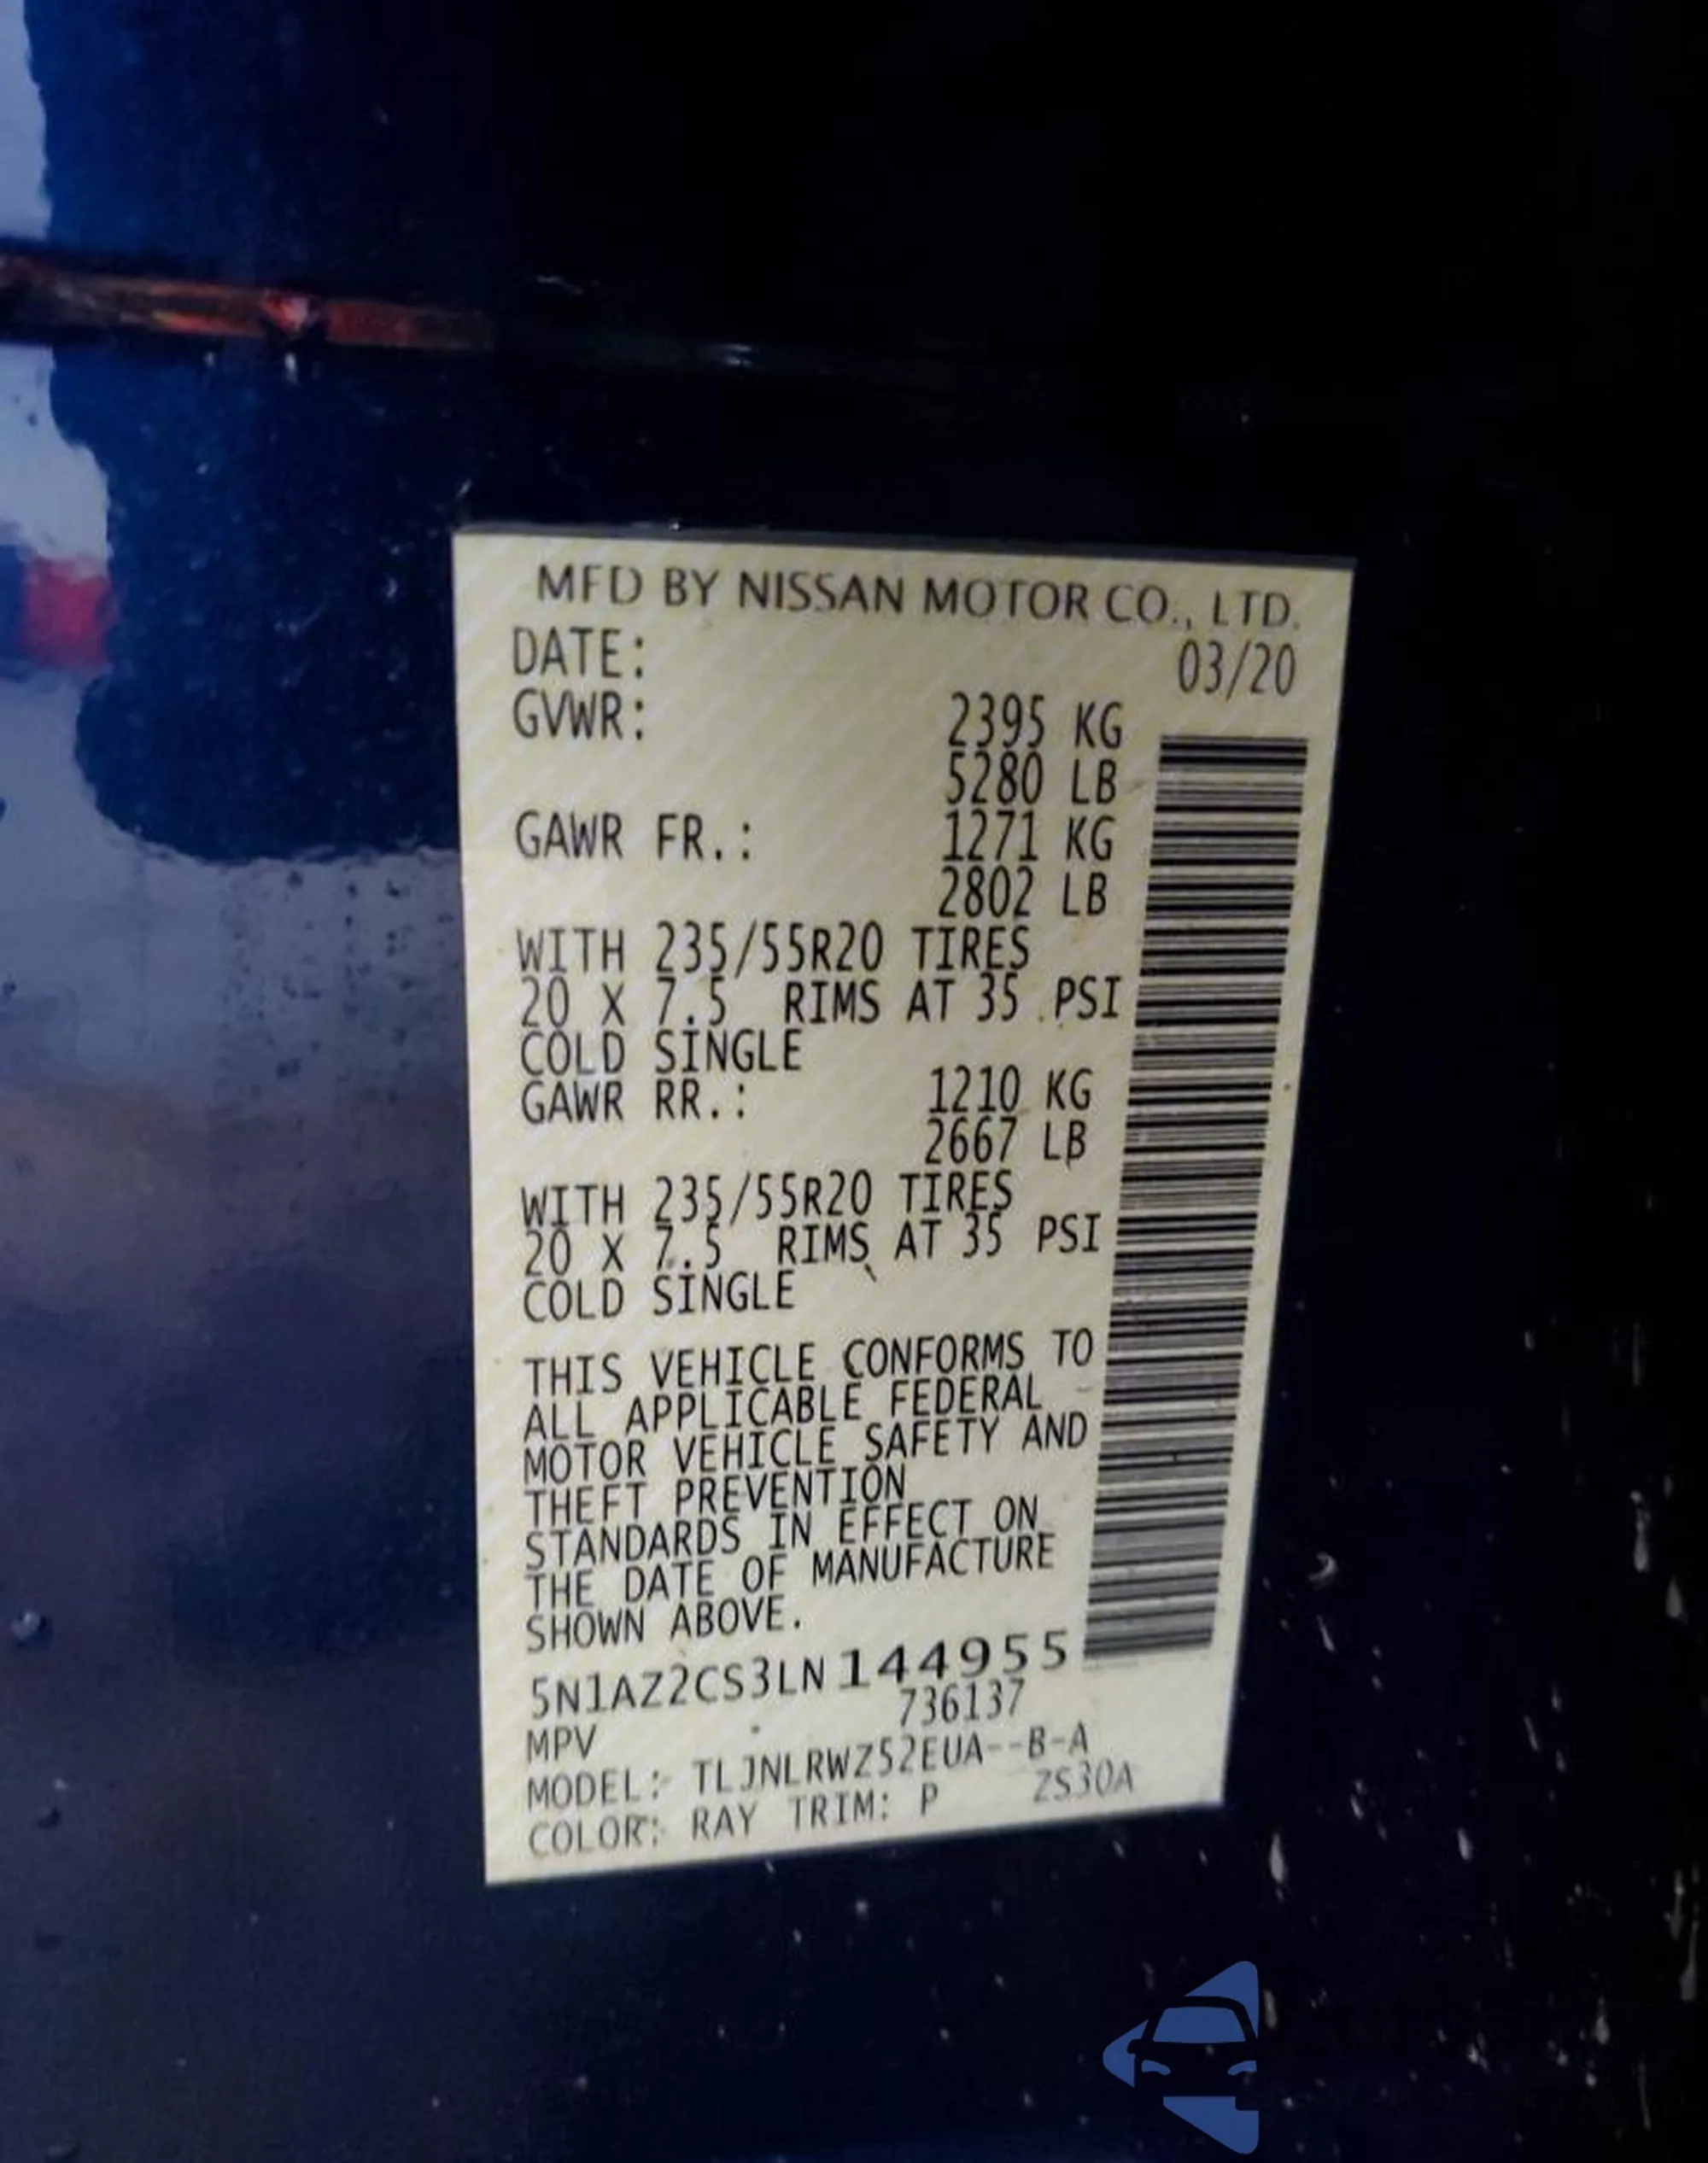 MFD BY NISSAN MOTOR CO., LTD.
DATE: 03/20
GVWR: 2395 KG
5280 LB
GAWR FR.: 1271 KG
2802 LB
WITH 235/55R20 TIRES
20 X 7.5 RIMS AT 35 PSI
COLD SINGLE
GAWR RR.: 1210 KG
2667 LB
WITH 235/55R20 TIRES
20 X 7.5 RIMS AT 35 PSI
COLD SINGLE
THIS VEHICLE CONFORMS TO
ALL APPLICABLE FEDERAL
MOTOR VEHICLE SAFETY AND
THEFT PREVENTION
STANDARDS IN EFFECT ON
THE DATE OF MANUFACTURE
SHOWN ABOVE.
5N1AZ2CS3LN144955
MPV 736137
MODEL: TLJNLRWZ52EUA--B-A
COLOR: RAY TRIM: P ZS30A